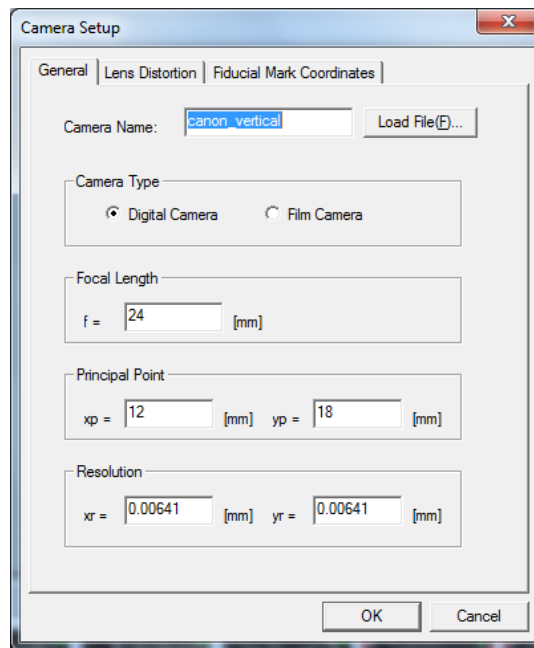 Camera Setup
General Lens Distortion Fiducial Mark Coordinates
Camera Name: canon_vertical Load File(F)...
Camera Type
Digital Camera Film Camera
Focal Length
f = 24 [mm]
Principal Point
xp = 12 [mm] yp = 18 [mm]
Resolution
xr = 0.00641 [mm] yr = 0.00641 [mm]
OK Cancel